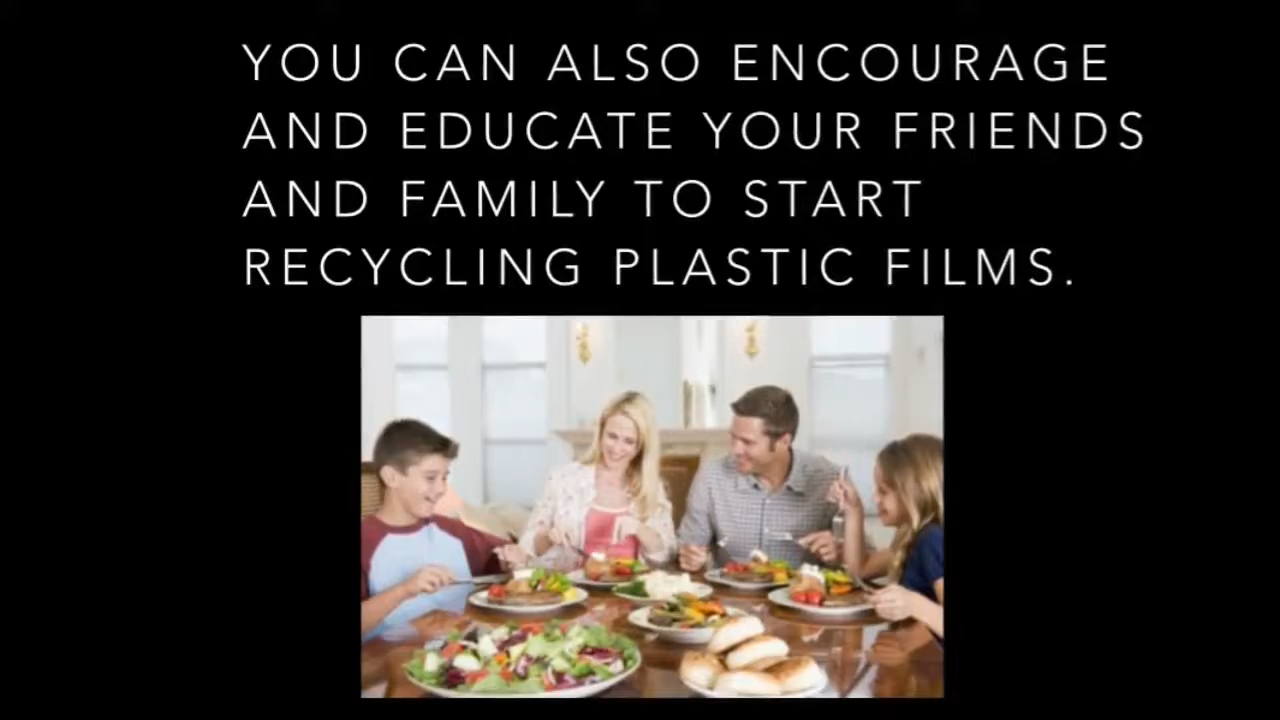 YOU CAN ALSO ENCOURAGE
AND EDUCATE YOUR FRIENDS
AND FAMILY TO START
RECYCLING PLASTIC FILMS.